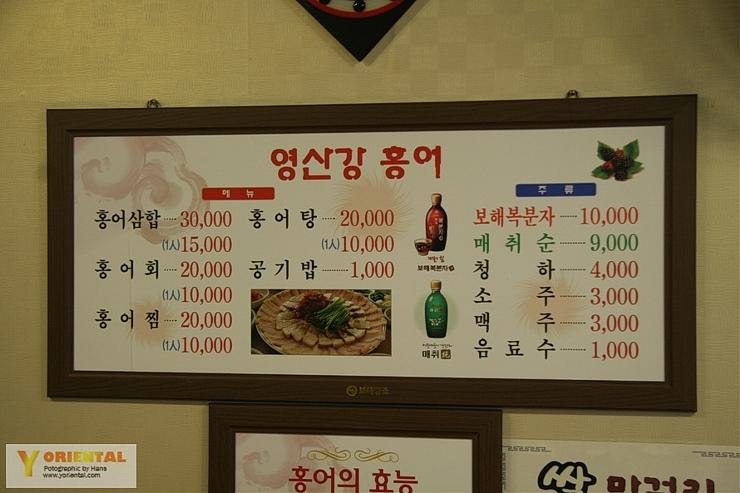 영산강 홍어
메 뉴
홍어삼합 ···· 30,000
(1人)15,000
홍 어 회 ···· 20,000
(1人)10,000
홍 어 찜 ···· 20,000
(1人)10,000
홍 어 탕 ···· 20,000
(1人)10,000
공 기 밥 ········ 1,000
보해복분자
매취순
주 류
보해복분자 ···· 10,000
매 취 순 ···· 9,000
청 하 ········ 4,000
소 주 ········ 3,000
맥 주 ········ 3,000
음 료 수 ········ 1,000
홍어의 효능
쌀 막걸리
Y ORIENTAL
Potographic by Hans
www.yoriental.com